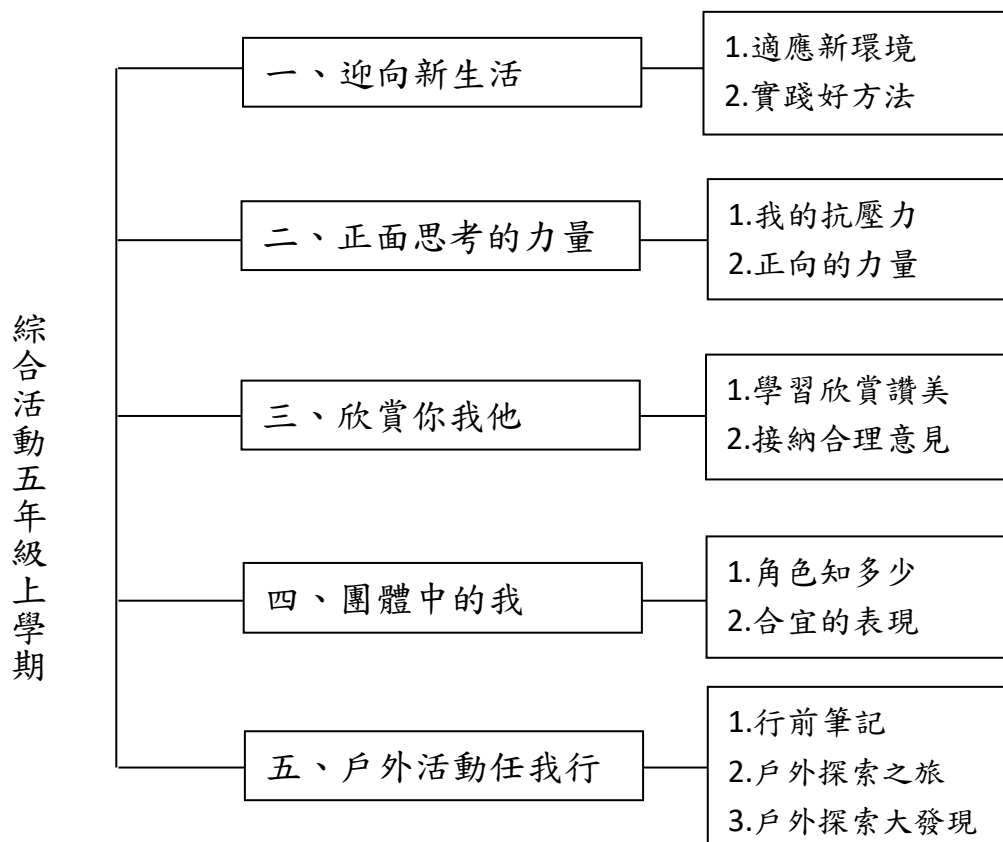 綜合活動五年級上學期
一、迎向新生活
1.適應新環境
2.實踐好方法
二、正面思考的力量
1.我的抗壓力
2.正向的力量
三、欣賞你我他
1.學習欣賞讚美
2.接納合理意見
四、團體中的我
1.角色知多少
2.合宜的表現
五、戶外活動任我行
1.行前筆記
2.戶外探索之旅
3.戶外探索大發現